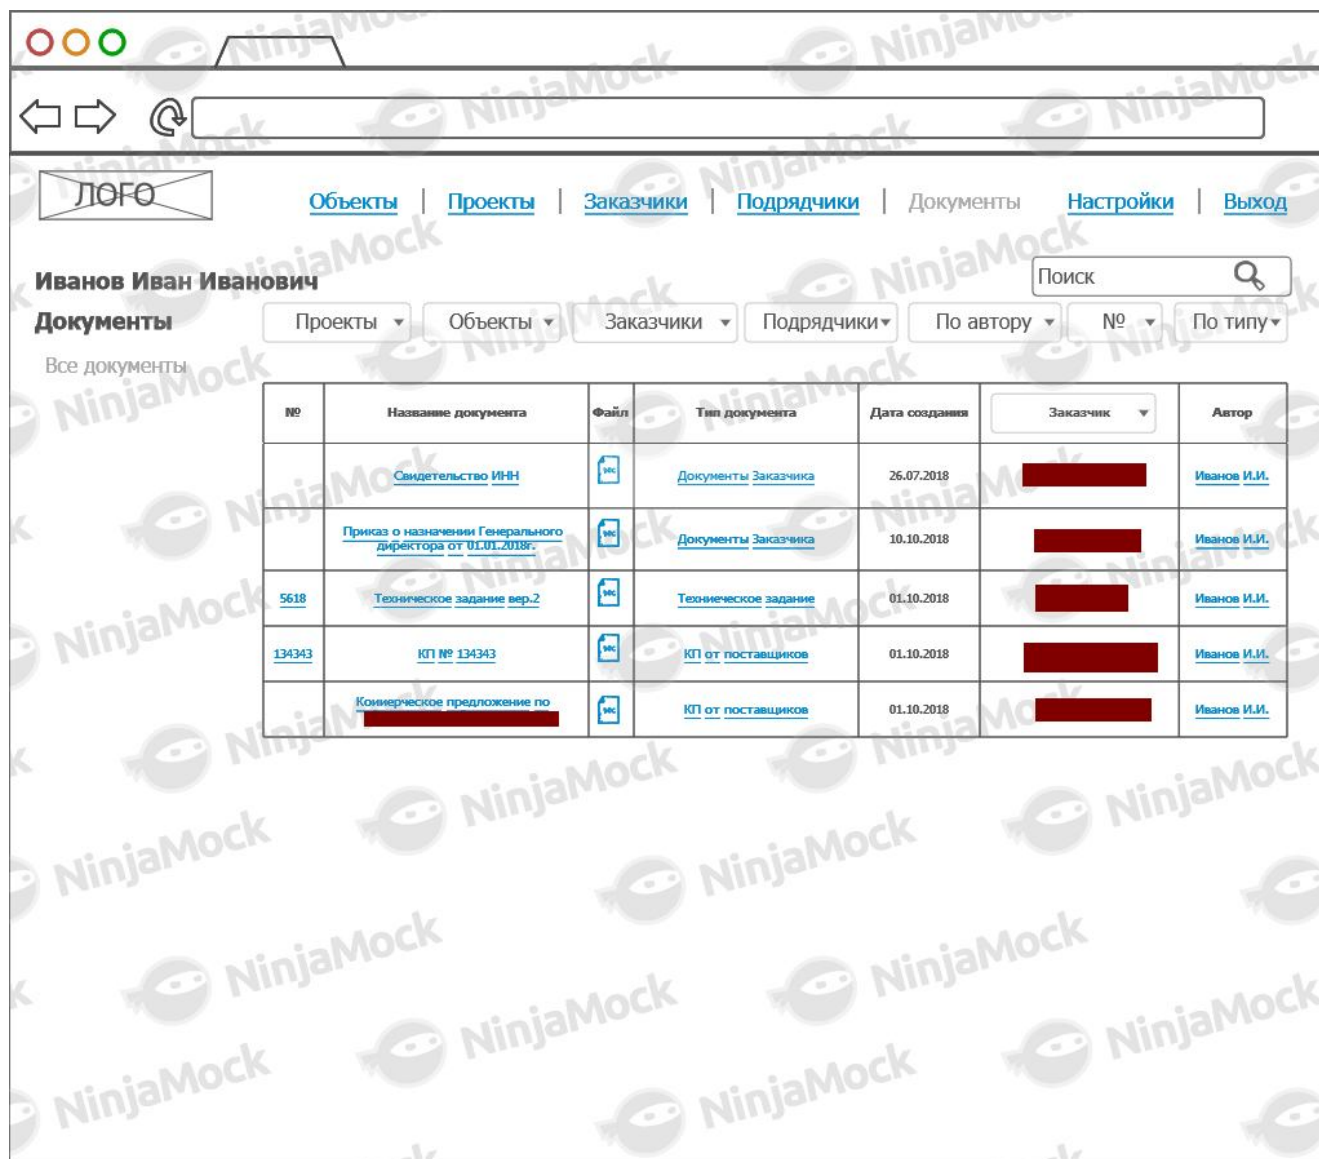 ЛОГО
Объекты | Проекты | Заказчики | Подрядчики | Документы Настройки | Выход
Иванов Иван Иванович
Поиск
Документы
Проекты Объекты Заказчики Подрядчики По автору № По типу
Все документы
№ Название документа Файл Тип документа Дата создания Заказчик Автор
Свидетельство ИНН Документы Заказчика 26.07.2018 Иванов И.И.
Приказ о назначении Генерального
директора от 01.01.2018г. Документы Заказчика 10.10.2018 Иванов И.И.
5618 Техническое задание вер.2 Технieческое задание 01.10.2018 Иванов И.И.
134343 КП № 134343 КП от поставщиков 01.10.2018 Иванов И.И.
Коммерческое предложение по
КП от поставщиков 01.10.2018 Иванов И.И.
NinjaMock